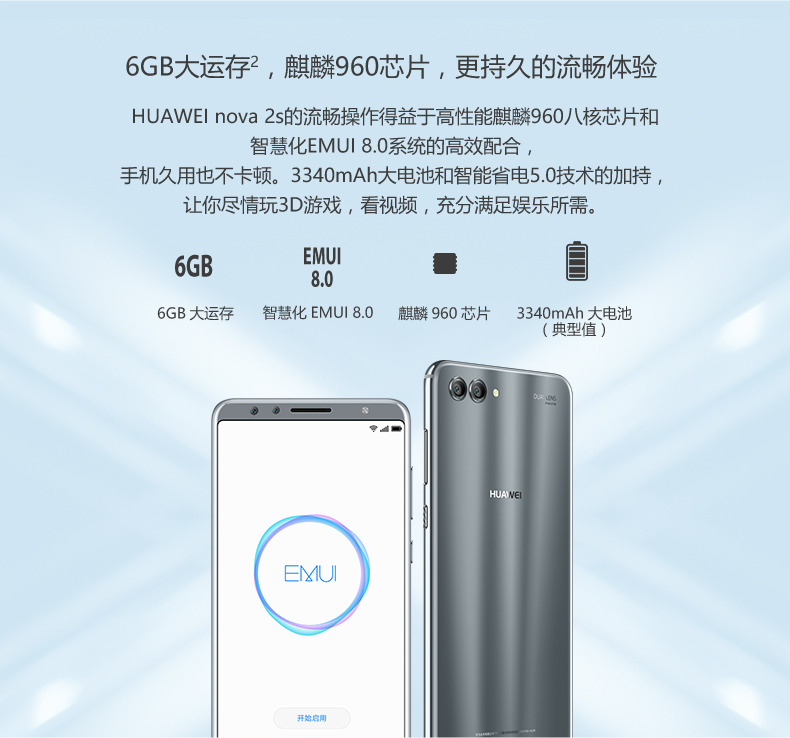 6GB大运存2，麒麟960芯片，更持久的流畅体验
HUAWEI nova 2s的流畅操作得益于高性能麒麟960八核芯片和
智慧化EMUI 8.0系统的高效配合，
手机久用也不卡顿。3340mAh大电池和智能省电5.0技术的加持，
让你尽情玩3D游戏，看视频，充分满足娱乐所需。
6GB
EMUI
8.0
6GB 大运存
智慧化 EMUI 8.0
麒麟 960 芯片
3340mAh 大电池
（典型值）
DUAL LENS
HUAWEI
EMUI
开始启用